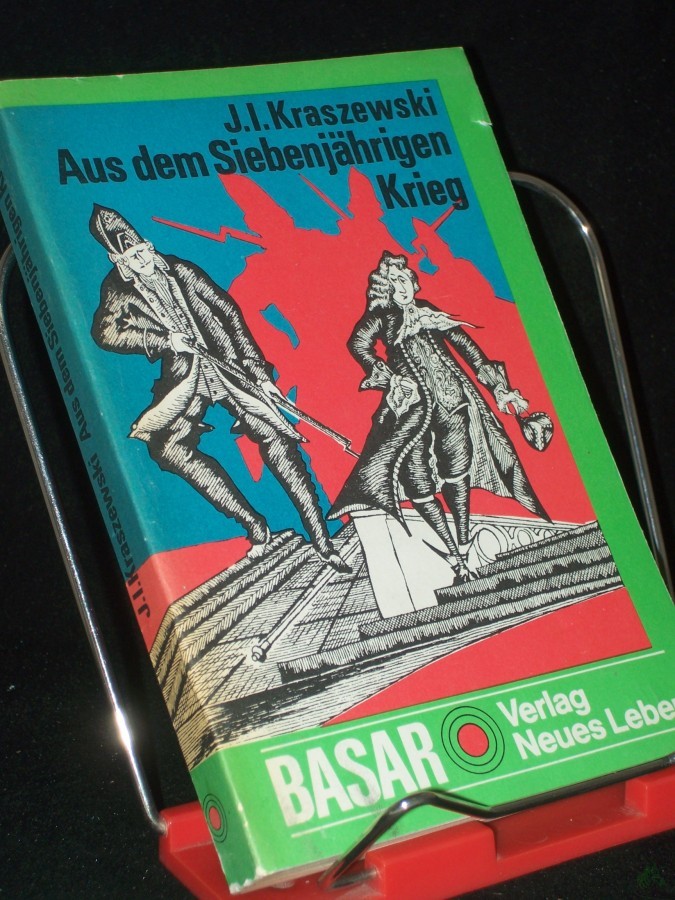 J.I. Kraszewski
Aus dem Siebenjährigen
Krieg
BASAR
Verlag
Neues Leben
J.I. Kraszewski Aus dem Siebenjährigen K